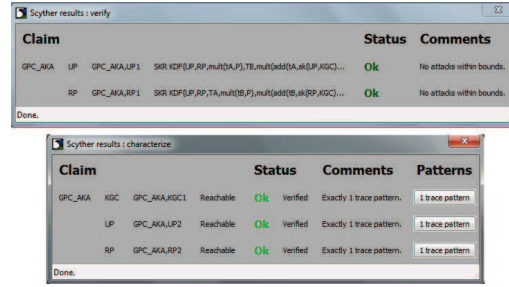 Scyther results : verify
Claim Status Comments
GPC_AKA UP GPC_AKA,UP1 SKR KDF(UP,RP,mult(tA,P),TB,mult(add(tA,sk(UP,KGC)... Ok No attacks within bounds.
RP GPC_AKA,RP1 SKR KDF(UP,RP,TA,mult(tB,P),mult(add(tB,sk(RP,KGC)... Ok No attacks within bounds.
Done.
Scyther results : characterize
Claim Status Comments Patterns
GPC_AKA KGC GPC_AKA,KGC1 Reachable Ok Verified Exactly 1 trace pattern. 1 trace pattern
UP GPC_AKA,UP2 Reachable Ok Verified Exactly 1 trace pattern. 1 trace pattern
RP GPC_AKA,RP2 Reachable Ok Verified Exactly 1 trace pattern. 1 trace pattern
Done.